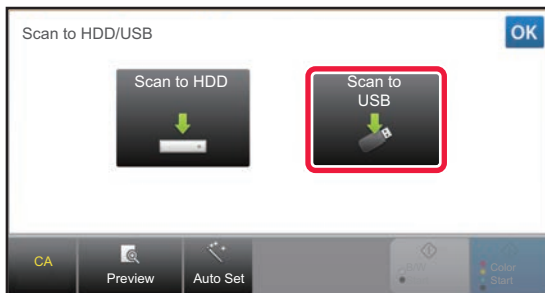 Scan to HDD/USB
OK
Scan to HDD
Scan to
USB
CA
Preview
Auto Set
B/W
Color
Start